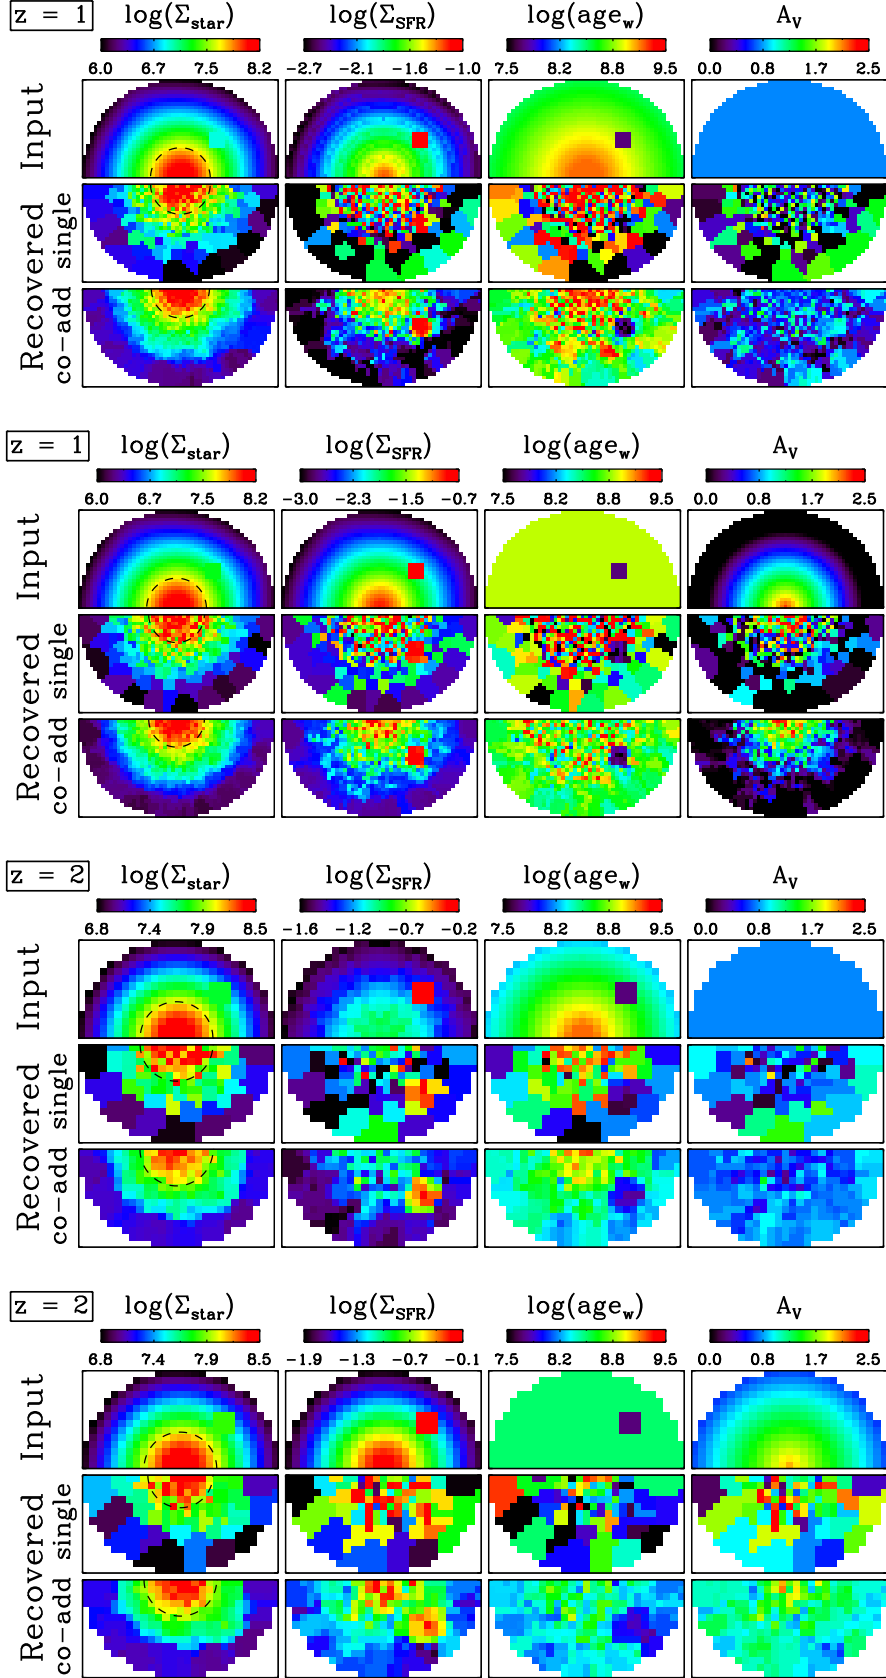 z = 1
log(Σstar) log(ΣSFR) log(agew) AV
6.0 6.7 7.5 8.2 −2.7 −2.1 −1.6 −1.0 7.5 8.2 8.8 9.5 0.0 0.8 1.7 2.5
Input
Recovered
single
co−add
z = 1
log(Σstar) log(ΣSFR) log(agew) AV
6.0 6.7 7.5 8.2 −3.0 −2.3 −1.5 −0.7 7.5 8.2 8.8 9.5 0.0 0.8 1.7 2.5
Input
Recovered
single
co−add
z = 2
log(Σstar) log(ΣSFR) log(agew) AV
6.8 7.4 7.9 8.5 −1.6 −1.2 −0.7 −0.2 7.5 8.2 8.8 9.5 0.0 0.8 1.7 2.5
Input
Recovered
single
co−add
z = 2
log(Σstar) log(ΣSFR) log(agew) AV
6.8 7.4 7.9 8.5 −1.9 −1.3 −0.7 −0.1 7.5 8.2 8.8 9.5 0.0 0.8 1.7 2.5
Input
Recovered
single
co−add